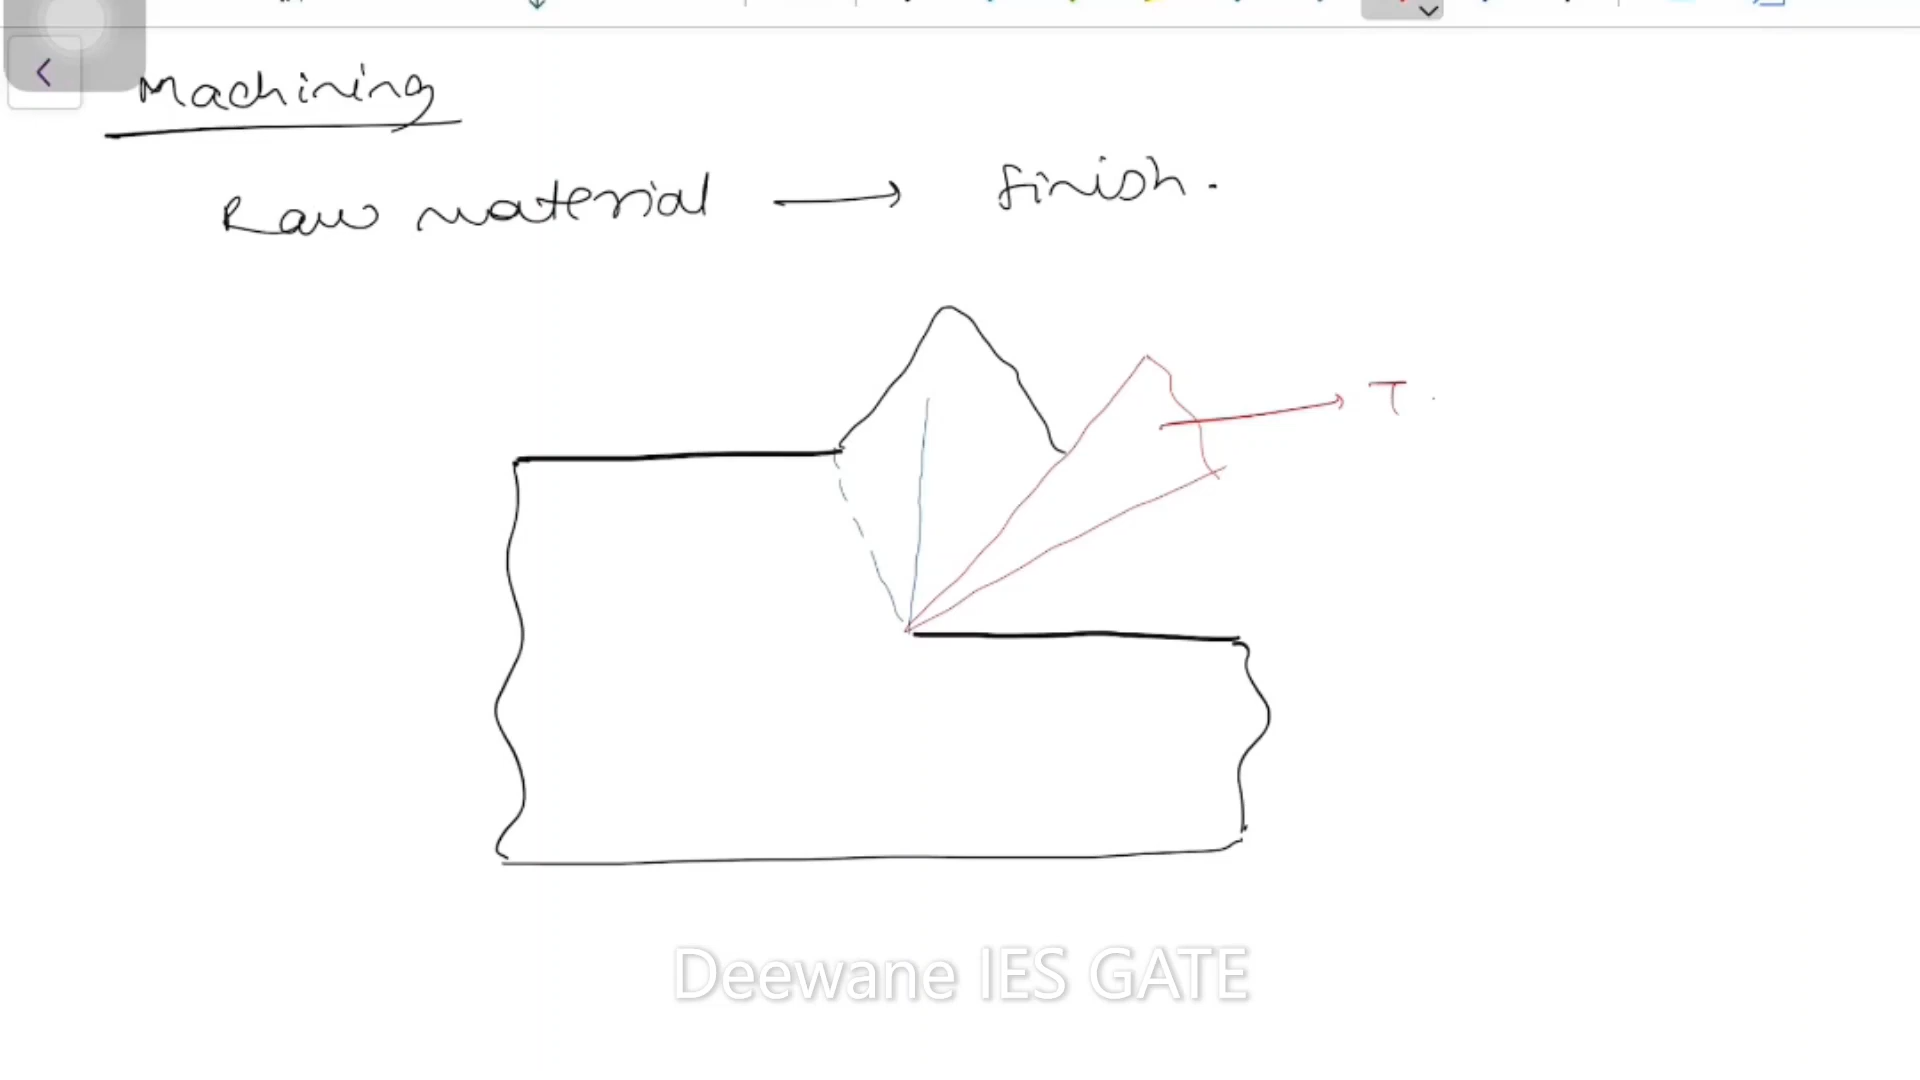 Machining
Raw material → finish.
T
Deewane IES GATE